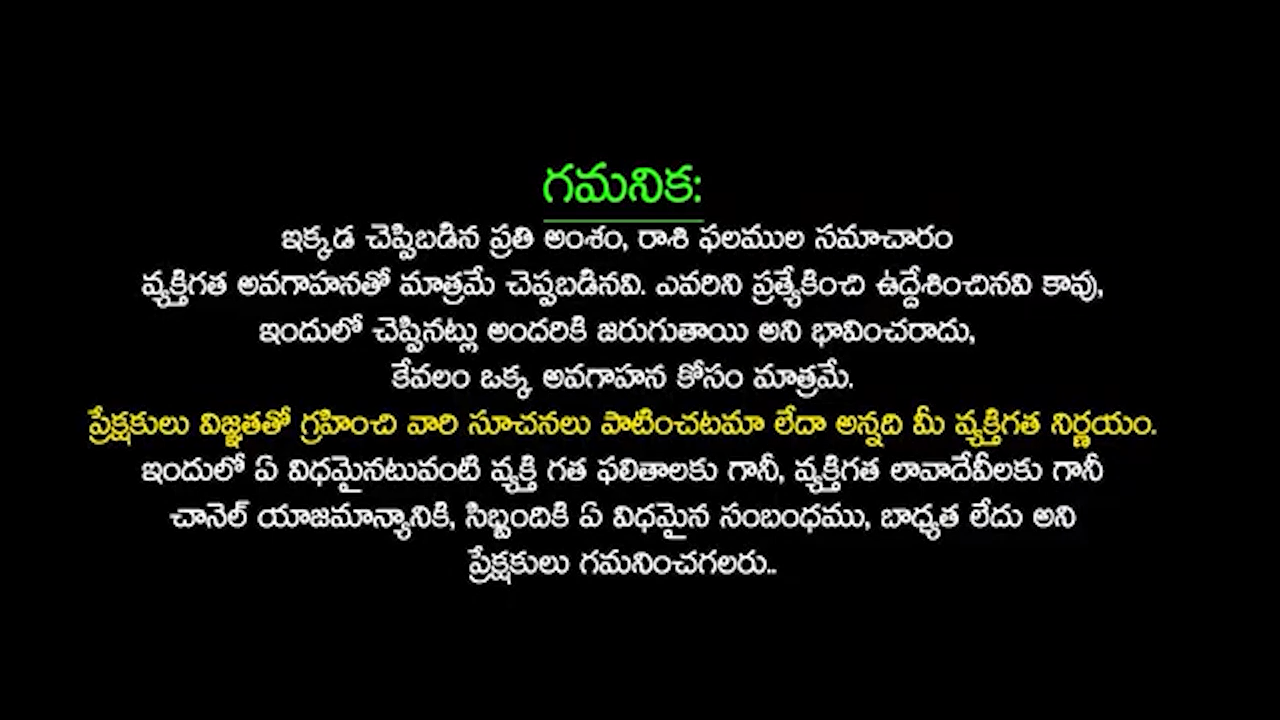 గమనిక:
ఇక్కడ చెప్పిబడిన ప్రతి అంశం, రాశి ఫలముల సమాచారం
వ్యక్తిగత అవగాహనతో మాత్రమే చెప్పబడినవి. ఎవరిని ప్రత్యేకించి ఉద్దేశించినవి కావు,
ఇందులో చెప్పినట్లు అందరికి జరుగుతాయి అని భావించరాదు,
కేవలం ఒక్క అవగాహన కోసం మాత్రమే.
ప్రేక్షకులు విజ్ఞతతో గ్రహించి వారి సూచనలు పాటించటమా లేదా అన్నది మీ వ్యక్తిగత నిర్ణయం.
ఇందులో ఏ విధమైనటువంటి వ్యక్తి గత ఫలితాలకు గానీ, వ్యక్తిగత లావాదేవీలకు గానీ
చానెల్ యాజమాన్యానికి, సిబ్బందికి ఏ విధమైన సంబంధము, బాధ్యత లేదు అని
ప్రేక్షకులు గమనించగలరు..